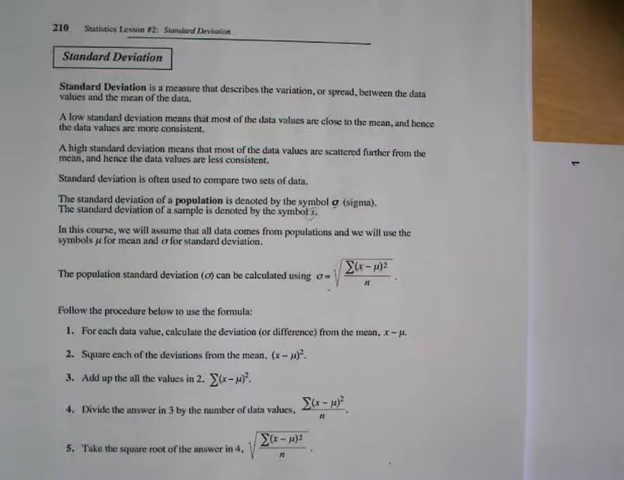 210 Statistics Lesson #2: Standard Deviation
Standard Deviation
Standard Deviation is a measure that describes the variation, or spread, between the data
values and the mean of the data.
A low standard deviation means that most of the data values are close to the mean, and hence
the data values are more consistent.
A high standard deviation means that most of the data values are scattered further from the
mean, and hence the data values are less consistent.
Standard deviation is often used to compare two sets of data.
The standard deviation of a population is denoted by the symbol σ (sigma).
The standard deviation of a sample is denoted by the symbol s.
In this course, we will assume that all data comes from populations and we will use the
symbols μ for mean and σ for standard deviation.
The population standard deviation (σ) can be calculated using σ = √(∑(x − μ)²/n).
Follow the procedure below to use the formula:
1. For each data value, calculate the deviation (or difference) from the mean, x − μ.
2. Square each of the deviations from the mean, (x − μ)².
3. Add up the all the values in 2, ∑(x − μ)².
4. Divide the answer in 3 by the number of data values, ∑(x − μ)²/n.
5. Take the square root of the answer in 4, √(∑(x − μ)²/n).
1